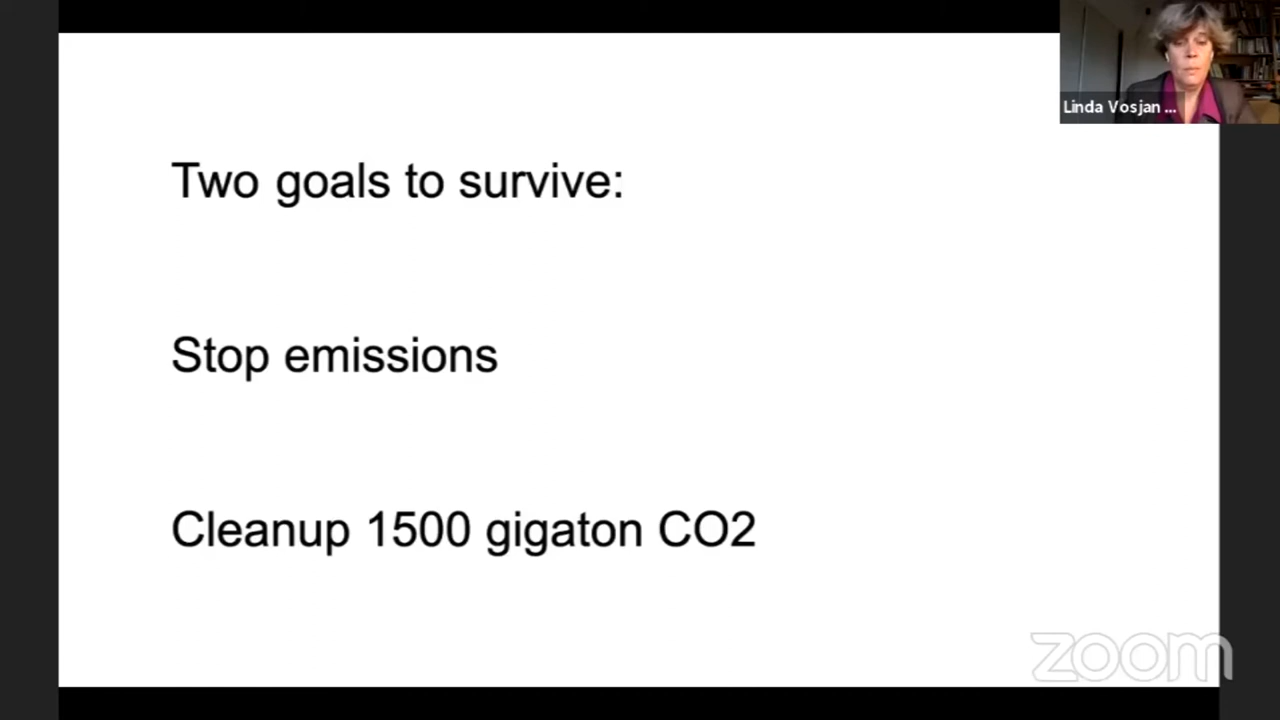 Linda Vosjan ...
Two goals to survive:
Stop emissions
Cleanup 1500 gigaton CO2
zoom